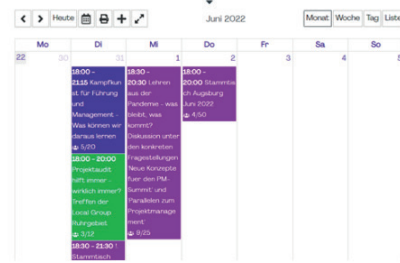 Heute
Juni 2022
Monat Woche Tag Liste
Mo Di Mi Do Fr Sa So
22 30 31 1 2 3 4 5
18:00 -
21:15 Kampfkun
st für Führung
und
Management -
Was können wir
daraus lernen
5/20
18:00 - 20:00
Projektaudit
hilft immer -
wirklich immer?
Treffen der
Local Group
Ruhrgebiet
3/12
18:30 - 21:30 !
Stammtisch
18:30 -
20:30 Lehren
aus der
Pandemie - was
bleibt, was
kommt?
Diskussion unter
den konkreten
Fragestellungen
'Neue Konzepte
fuer den PM-
Summit' und
'Parallelen zum
Projektmanage
ment'
9/25
18:00 -
20:00 Stammtis
ch Augsburg
Juni 2022
4/50